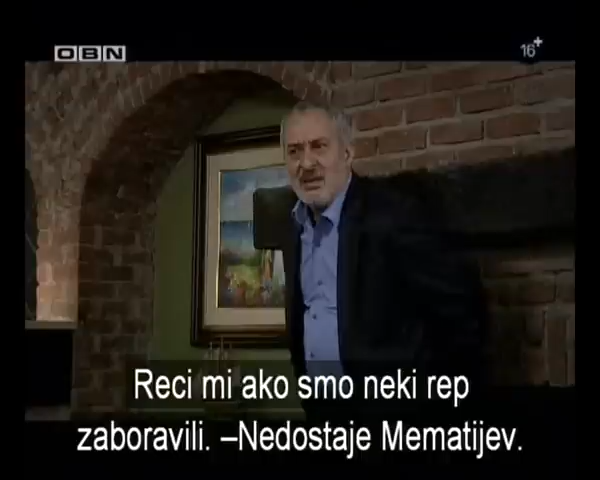 OBN
16+
Reci mi ako smo neki rep
zaboravili. –Nedostaje Mematijev.